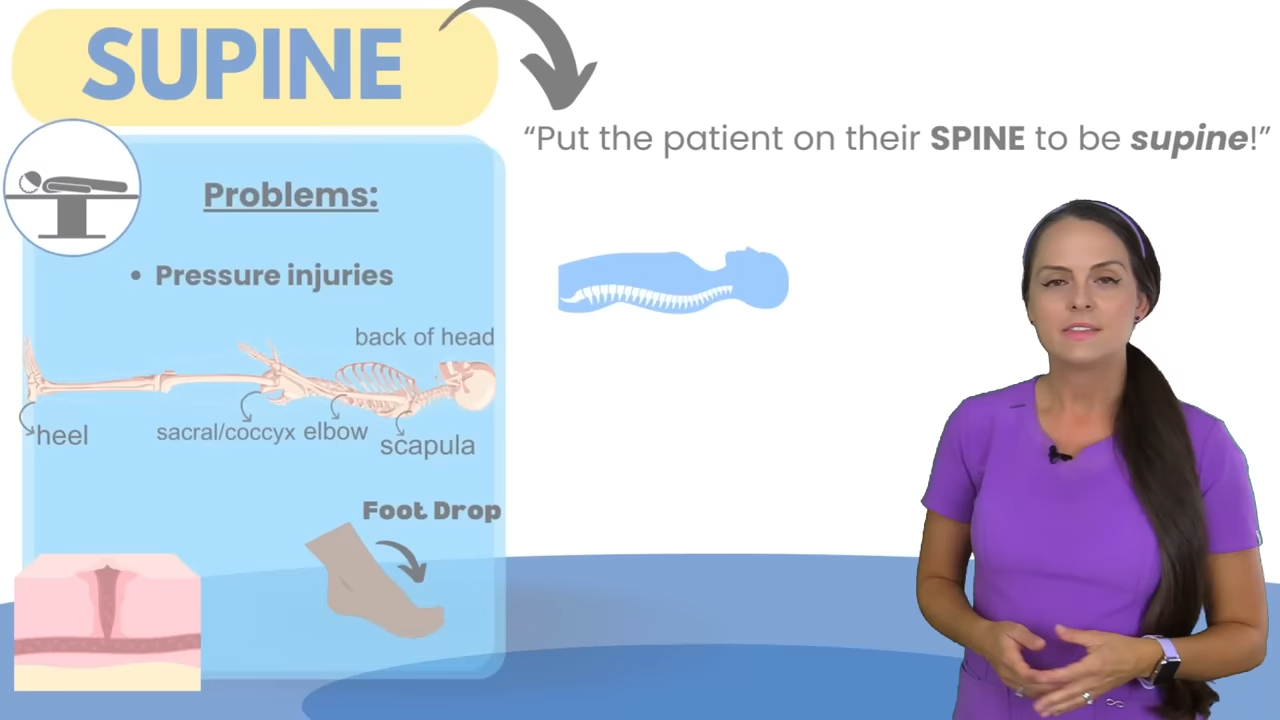 SUPINE
“Put the patient on their SPINE to be supine!”
Problems:
• Pressure injuries
back of head
heel
sacral/coccyx
elbow
scapula
Foot Drop